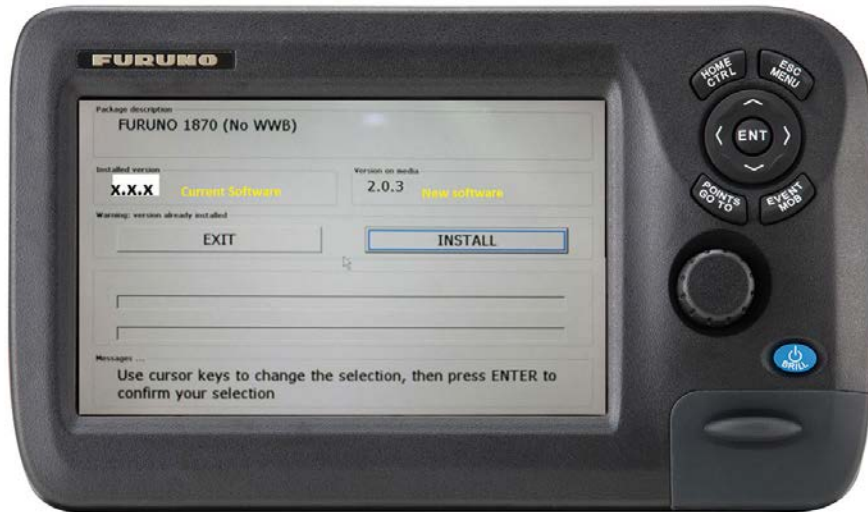 FURUNO
Package description
FURUNO 1870 (No WWB)
Installed version
x.x.x
Current Software
Version on media
2.0.3
New software
Warning: version already installed
EXIT
INSTALL
Messages ...
Use cursor keys to change the selection, then press ENTER to
confirm your selection
HOME
CTRL
ESC
MENU
ENT
POINTS
GO TO
EVENT
MOB
BRILL